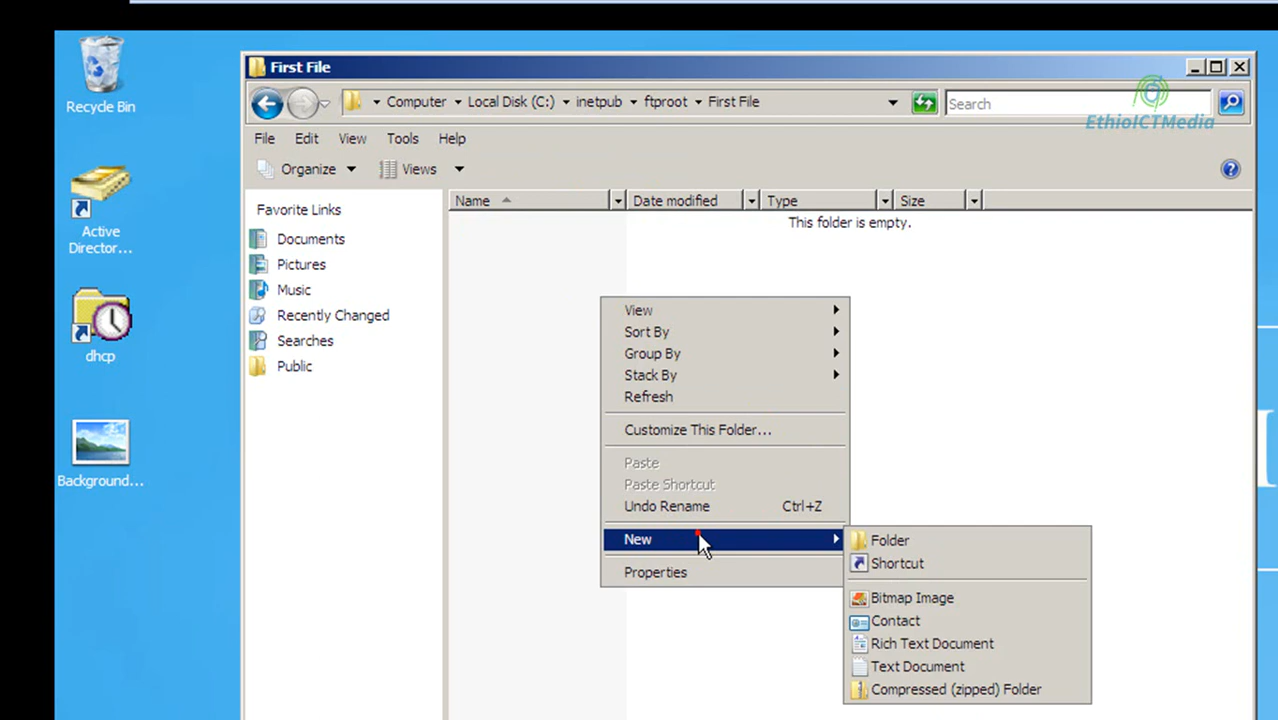 Recycle Bin
Active
Director...
dhcp
Background...
First File
Computer Local Disk (C:) inetpub ftproot First File
Search
EthioICTMedia
File Edit View Tools Help
Organize Views
Favorite Links
Documents
Pictures
Music
Recently Changed
Searches
Public
Name Date modified Type Size
This folder is empty.
View
Sort By
Group By
Stack By
Refresh
Customize This Folder...
Paste
Paste Shortcut
Undo Rename Ctrl+Z
New
Properties
Folder
Shortcut
Bitmap Image
Contact
Rich Text Document
Text Document
Compressed (zipped) Folder